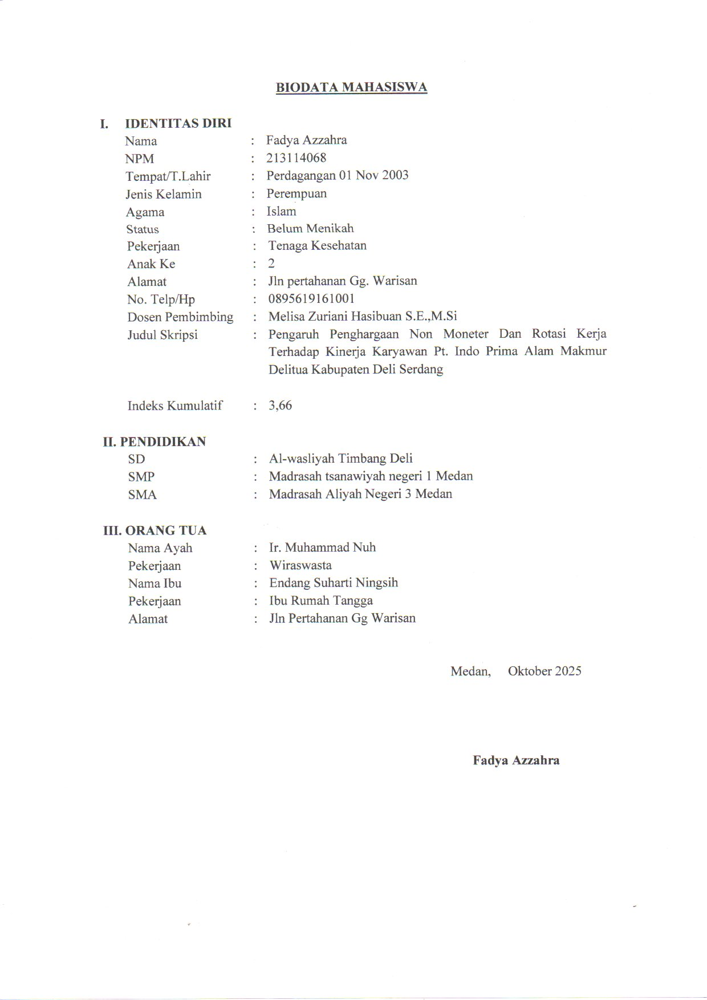 BIODATA MAHASISWA
I. IDENTITAS DIRI
Nama : Fadya Azzahra
NPM : 213114068
Tempat/T.Lahir : Perdagangan 01 Nov 2003
Jenis Kelamin : Perempuan
Agama : Islam
Status : Belum Menikah
Pekerjaan : Tenaga Kesehatan
Anak Ke : 2
Alamat : Jln pertahanan Gg. Warisan
No. Telp/Hp : 0895619161001
Dosen Pembimbing : Melisa Zuriani Hasibuan S.E.,M.Si
Judul Skripsi : Pengaruh Penghargaan Non Moneter Dan Rotasi Kerja
Terhadap Kinerja Karyawan Pt. Indo Prima Alam Makmur
Delitua Kabupaten Deli Serdang
Indeks Kumulatif : 3,66
II. PENDIDIKAN
SD : Al-wasliyah Timbang Deli
SMP : Madrasah tsanawiyah negeri 1 Medan
SMA : Madrasah Aliyah Negeri 3 Medan
III. ORANG TUA
Nama Ayah : Ir. Muhammad Nuh
Pekerjaan : Wiraswasta
Nama Ibu : Endang Suharti Ningsih
Pekerjaan : Ibu Rumah Tangga
Alamat : Jln Pertahanan Gg Warisan
Medan, Oktober 2025
Fadya Azzahra